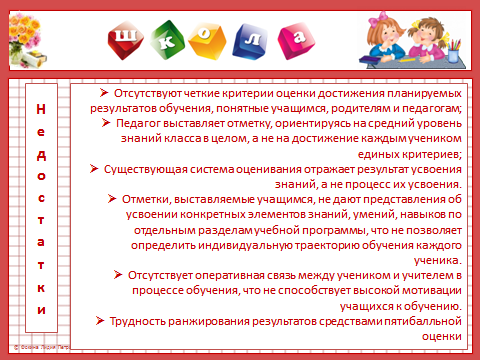 школа
Недостатки
➢ Отсутствуют четкие критерии оценки достижения планируемых
результатов обучения, понятные учащимся, родителям и педагогам;
➢ Педагог выставляет отметку, ориентируясь на средний уровень
знаний класса в целом, а не на достижение каждым учеником
единых критериев;
➢ Существующая система оценивания отражает результат усвоения
знаний, а не процесс их усвоения.
➢ Отметки, выставляемые учащимся, не дают представления об
усвоении конкретных элементов знаний, умений, навыков по
отдельным разделам учебной программы, что не позволяет
определить индивидуальную траекторию обучения каждого
ученика.
➢ Отсутствует оперативная связь между учеником и учителем в
процессе обучения, что не способствует высокой мотивации
учащихся к обучению.
➢ Трудность ранжирования результатов средствами пятибалльной
оценки